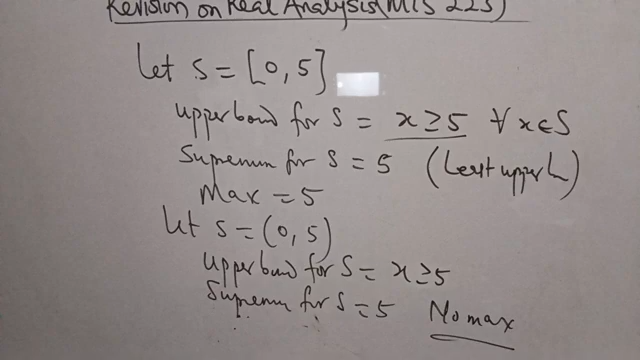 Revision on Real Analysis (MTS 223)
Let S = [0, 5]
Upper bound for S = x ≥ 5 ∀ x ∈ S
Supremum for S = 5 (Least upper b)
Max = 5
Let S = (0, 5)
Upper bound for S = x ≥ 5
Supremum for S = 5 No max